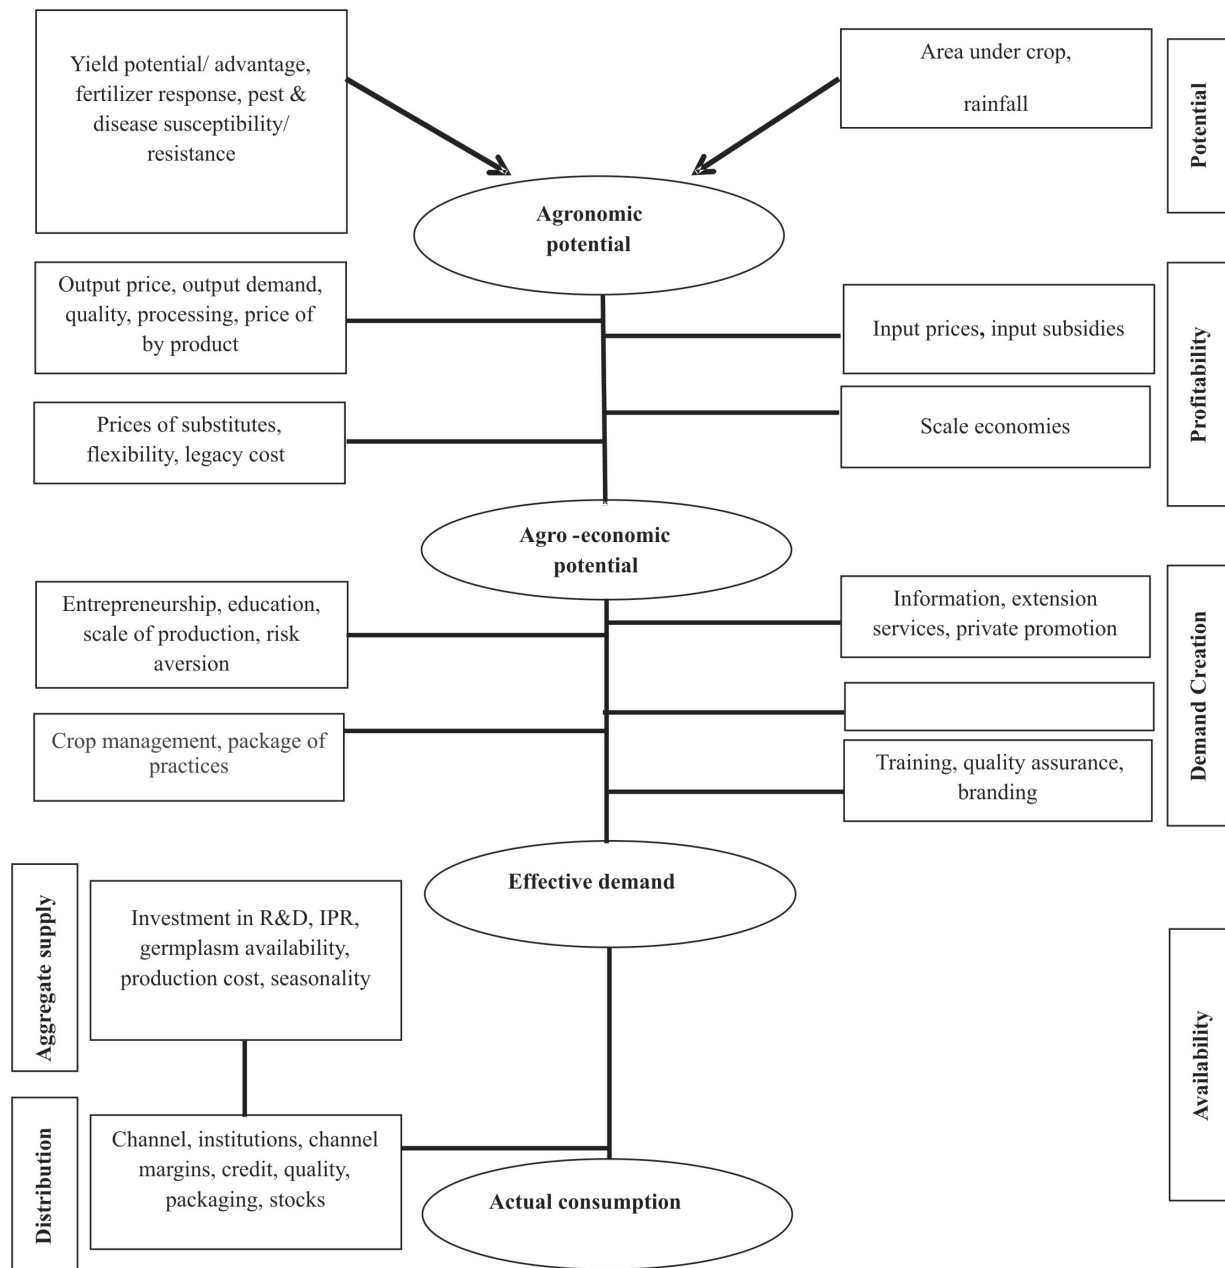 Yield potential/ advantage,
fertilizer response, pest &
disease susceptibility/
resistance
Area under crop,
rainfall
Potential
Agronomic
potential
Output price, output demand,
quality, processing, price of
by product
Input prices, input subsidies
Profitability
Prices of substitutes,
flexibility, legacy cost
Scale economies
Agro -economic
potential
Entrepreneurship, education,
scale of production, risk
aversion
Information, extension
services, private promotion
Demand Creation
Crop management, package of
practices
Training, quality assurance,
branding
Effective demand
Aggregate supply
Investment in R&D, IPR,
germplasm availability,
production cost, seasonality
Availability
Distribution
Channel, institutions, channel
margins, credit, quality,
packaging, stocks
Actual consumption